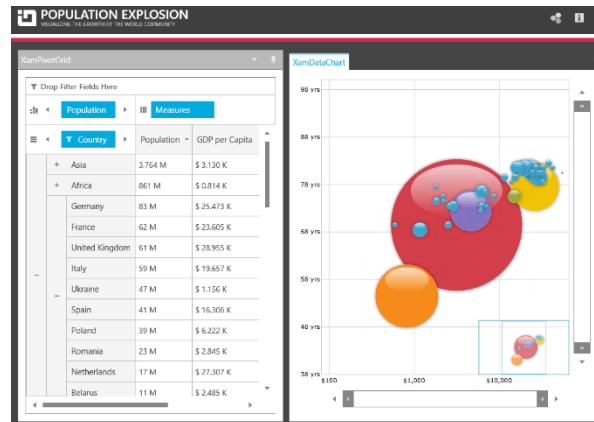 POPULATION EXPLOSION
VISUALIZING THE GROWTH OF THE WORLD COMMUNITY
XamPivotGrid
Drop Filter Fields Here
Population
Measures
Country
Population GDP per Capita
Asia 3.764 M $ 3.130 K
Africa 861 M $ 0.814 K
Germany 83 M $ 25.473 K
France 62 M $ 23.605 K
United Kingdom 61 M $ 28.955 K
Italy 59 M $ 19.657 K
Ukraine 47 M $ 1.156 K
Spain 41 M $ 16.306 K
Poland 39 M $ 6.222 K
Romania 23 M $ 2.845 K
Netherlands 17 M $ 27.307 K
Belarus 11 M $ 2.485 K
XamDataChart
90 yrs
88 yrs
78 yrs
68 yrs
58 yrs
40 yrs
38 yrs
$100 $1,000 $10,000